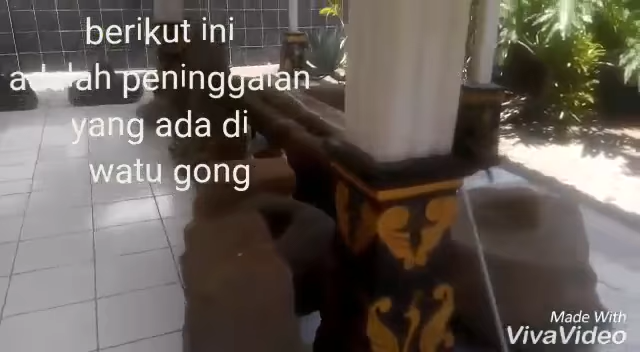 berikut ini
adalah peninggalan
yang ada di
watu gong
Made With
VivaVideo